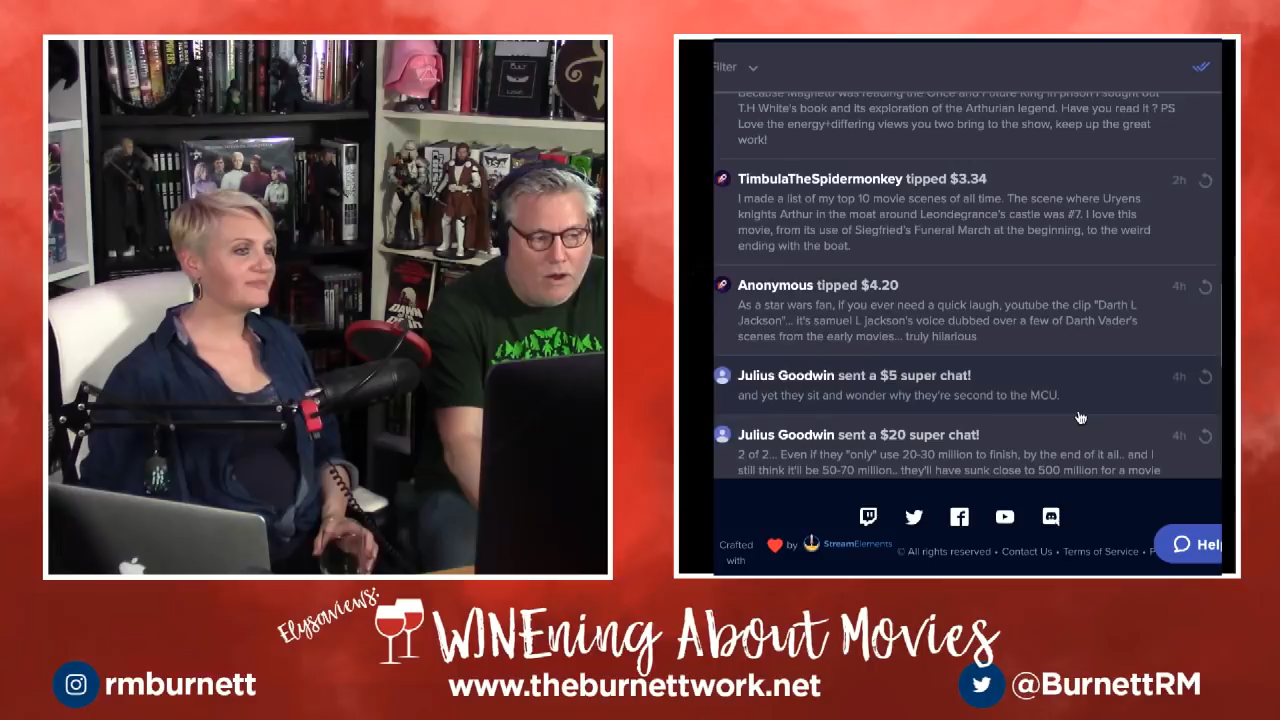 Filter
Because Magneto was reading the Once and Future King in prison I sought out
T.H White's book and its exploration of the Arthurian legend. Have you read it ? PS
Love the energy+differing views you two bring to the show, keep up the great
work!
TimbulaTheSpidermonkey tipped $3.34
2h
I made a list of my top 10 movie scenes of all time. The scene where Uryens
knights Arthur in the moat around Leondegrance's castle was #7. I love this
movie, from its use of Siegfried's Funeral March at the beginning, to the weird
ending with the boat.
Anonymous tipped $4.20
4h
As a star wars fan, if you ever need a quick laugh, youtube the clip "Darth L
Jackson"... it's samuel L jackson's voice dubbed over a few of Darth Vader's
scenes from the early movies... truly hilarious
Julius Goodwin sent a $5 super chat!
4h
and yet they sit and wonder why they're second to the MCU.
Julius Goodwin sent a $20 super chat!
4h
2 of 2... Even if they "only" use 20-30 million to finish, by the end of it all.. and I
still think it'll be 50-70 million.. they'll have sunk close to 500 million for a movie
Crafted
with
by StreamElements
© All rights reserved • Contact Us • Terms of Service • P
Help
DAWN
Elysaviews:
WINEning About Movies
rmburnett
www.theburnettwork.net
@BurnettRM